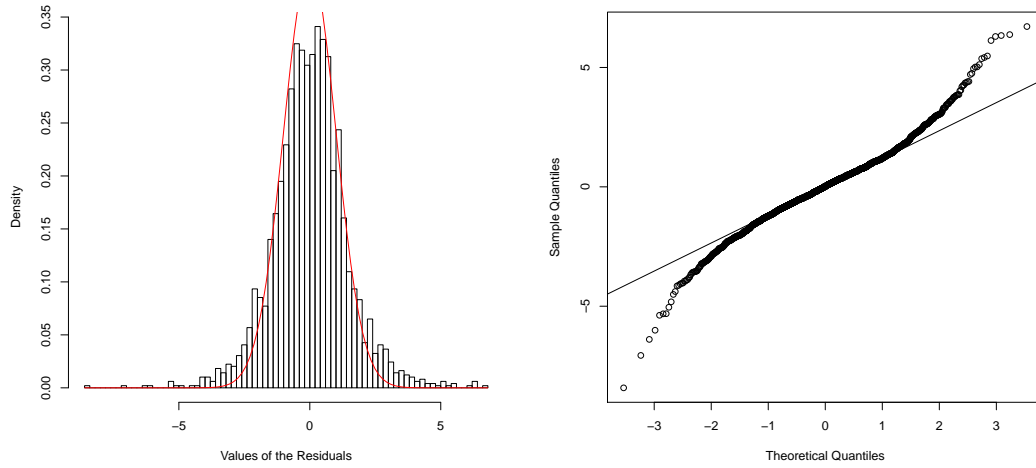 0.35
0.30
0.25
0.20
0.15
0.10
0.05
0.00
Density
−5 0 5
Values of the Residuals
5
0
−5
Sample Quantiles
−3 −2 −1 0 1 2 3
Theoretical Quantiles